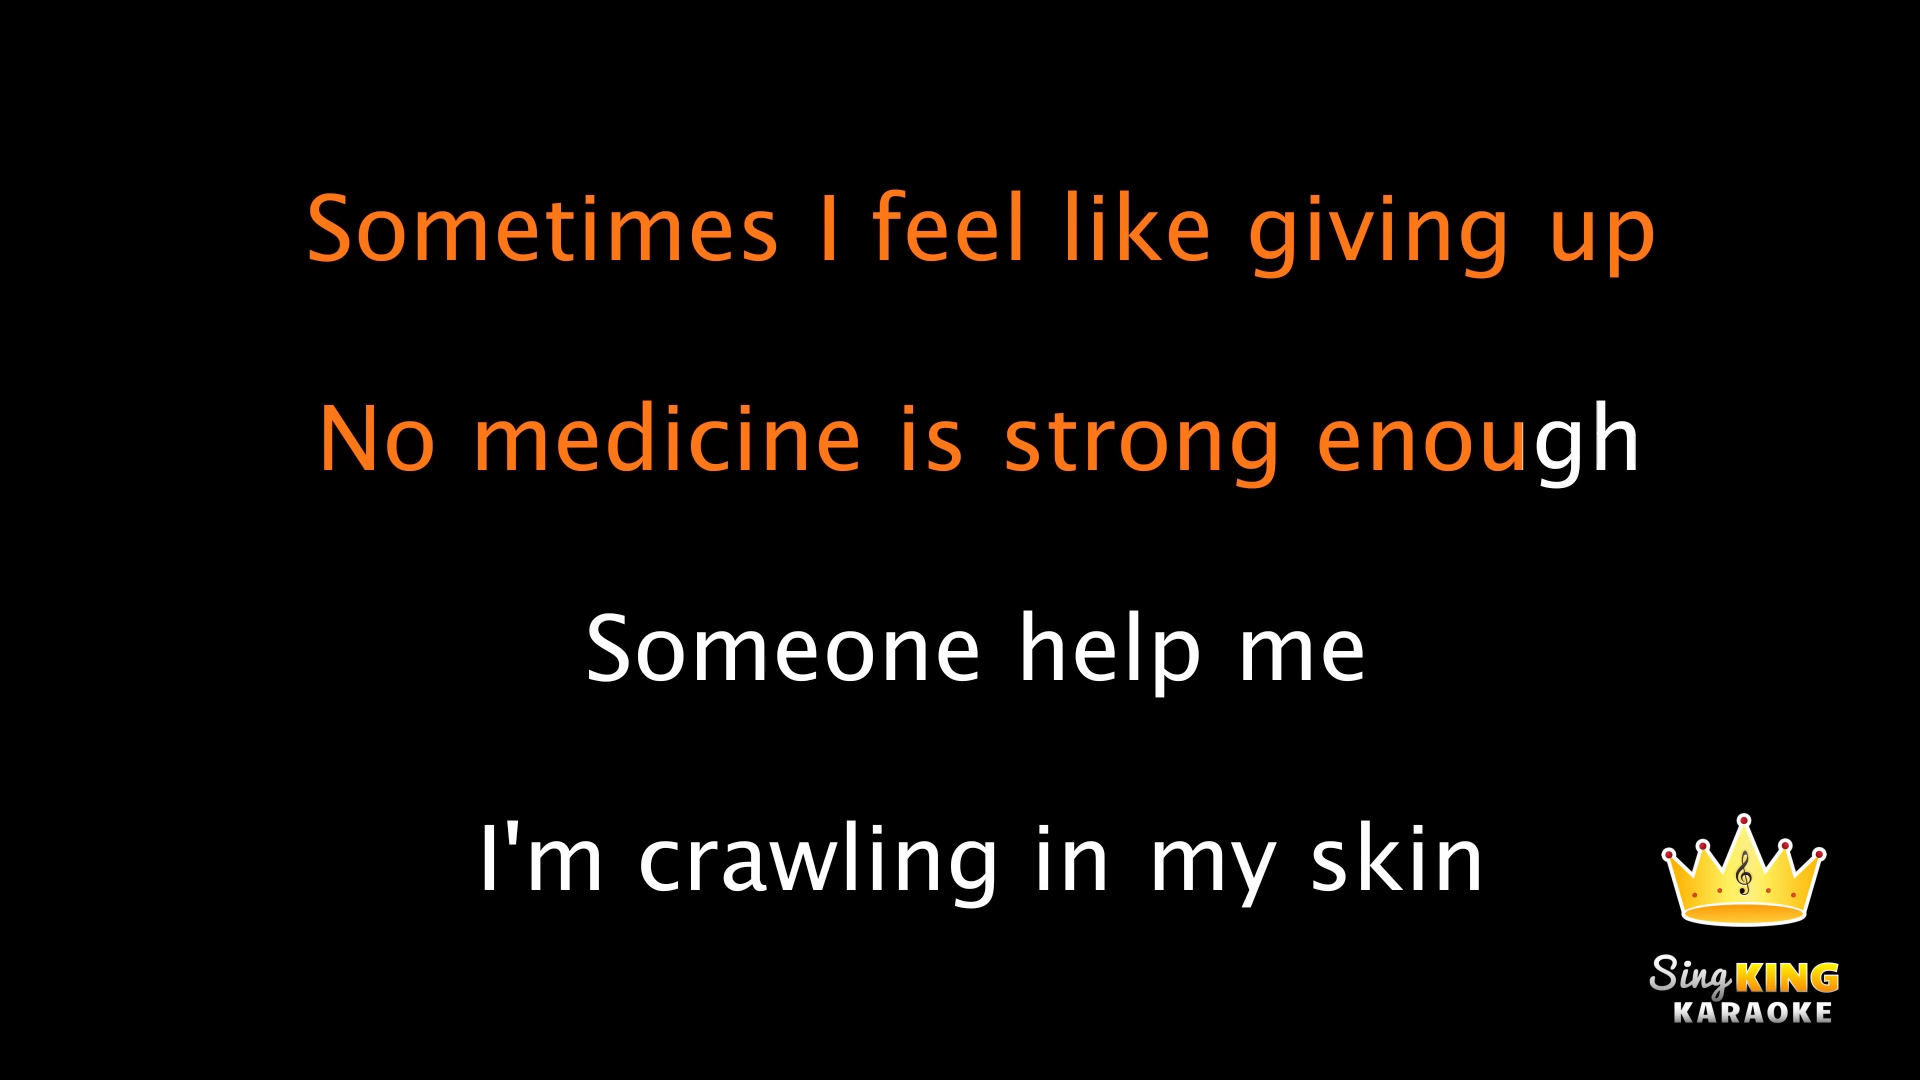 Sometimes I feel like giving up
No medicine is strong enough
Someone help me
I'm crawling in my skin
Sing KING
KARAOKE